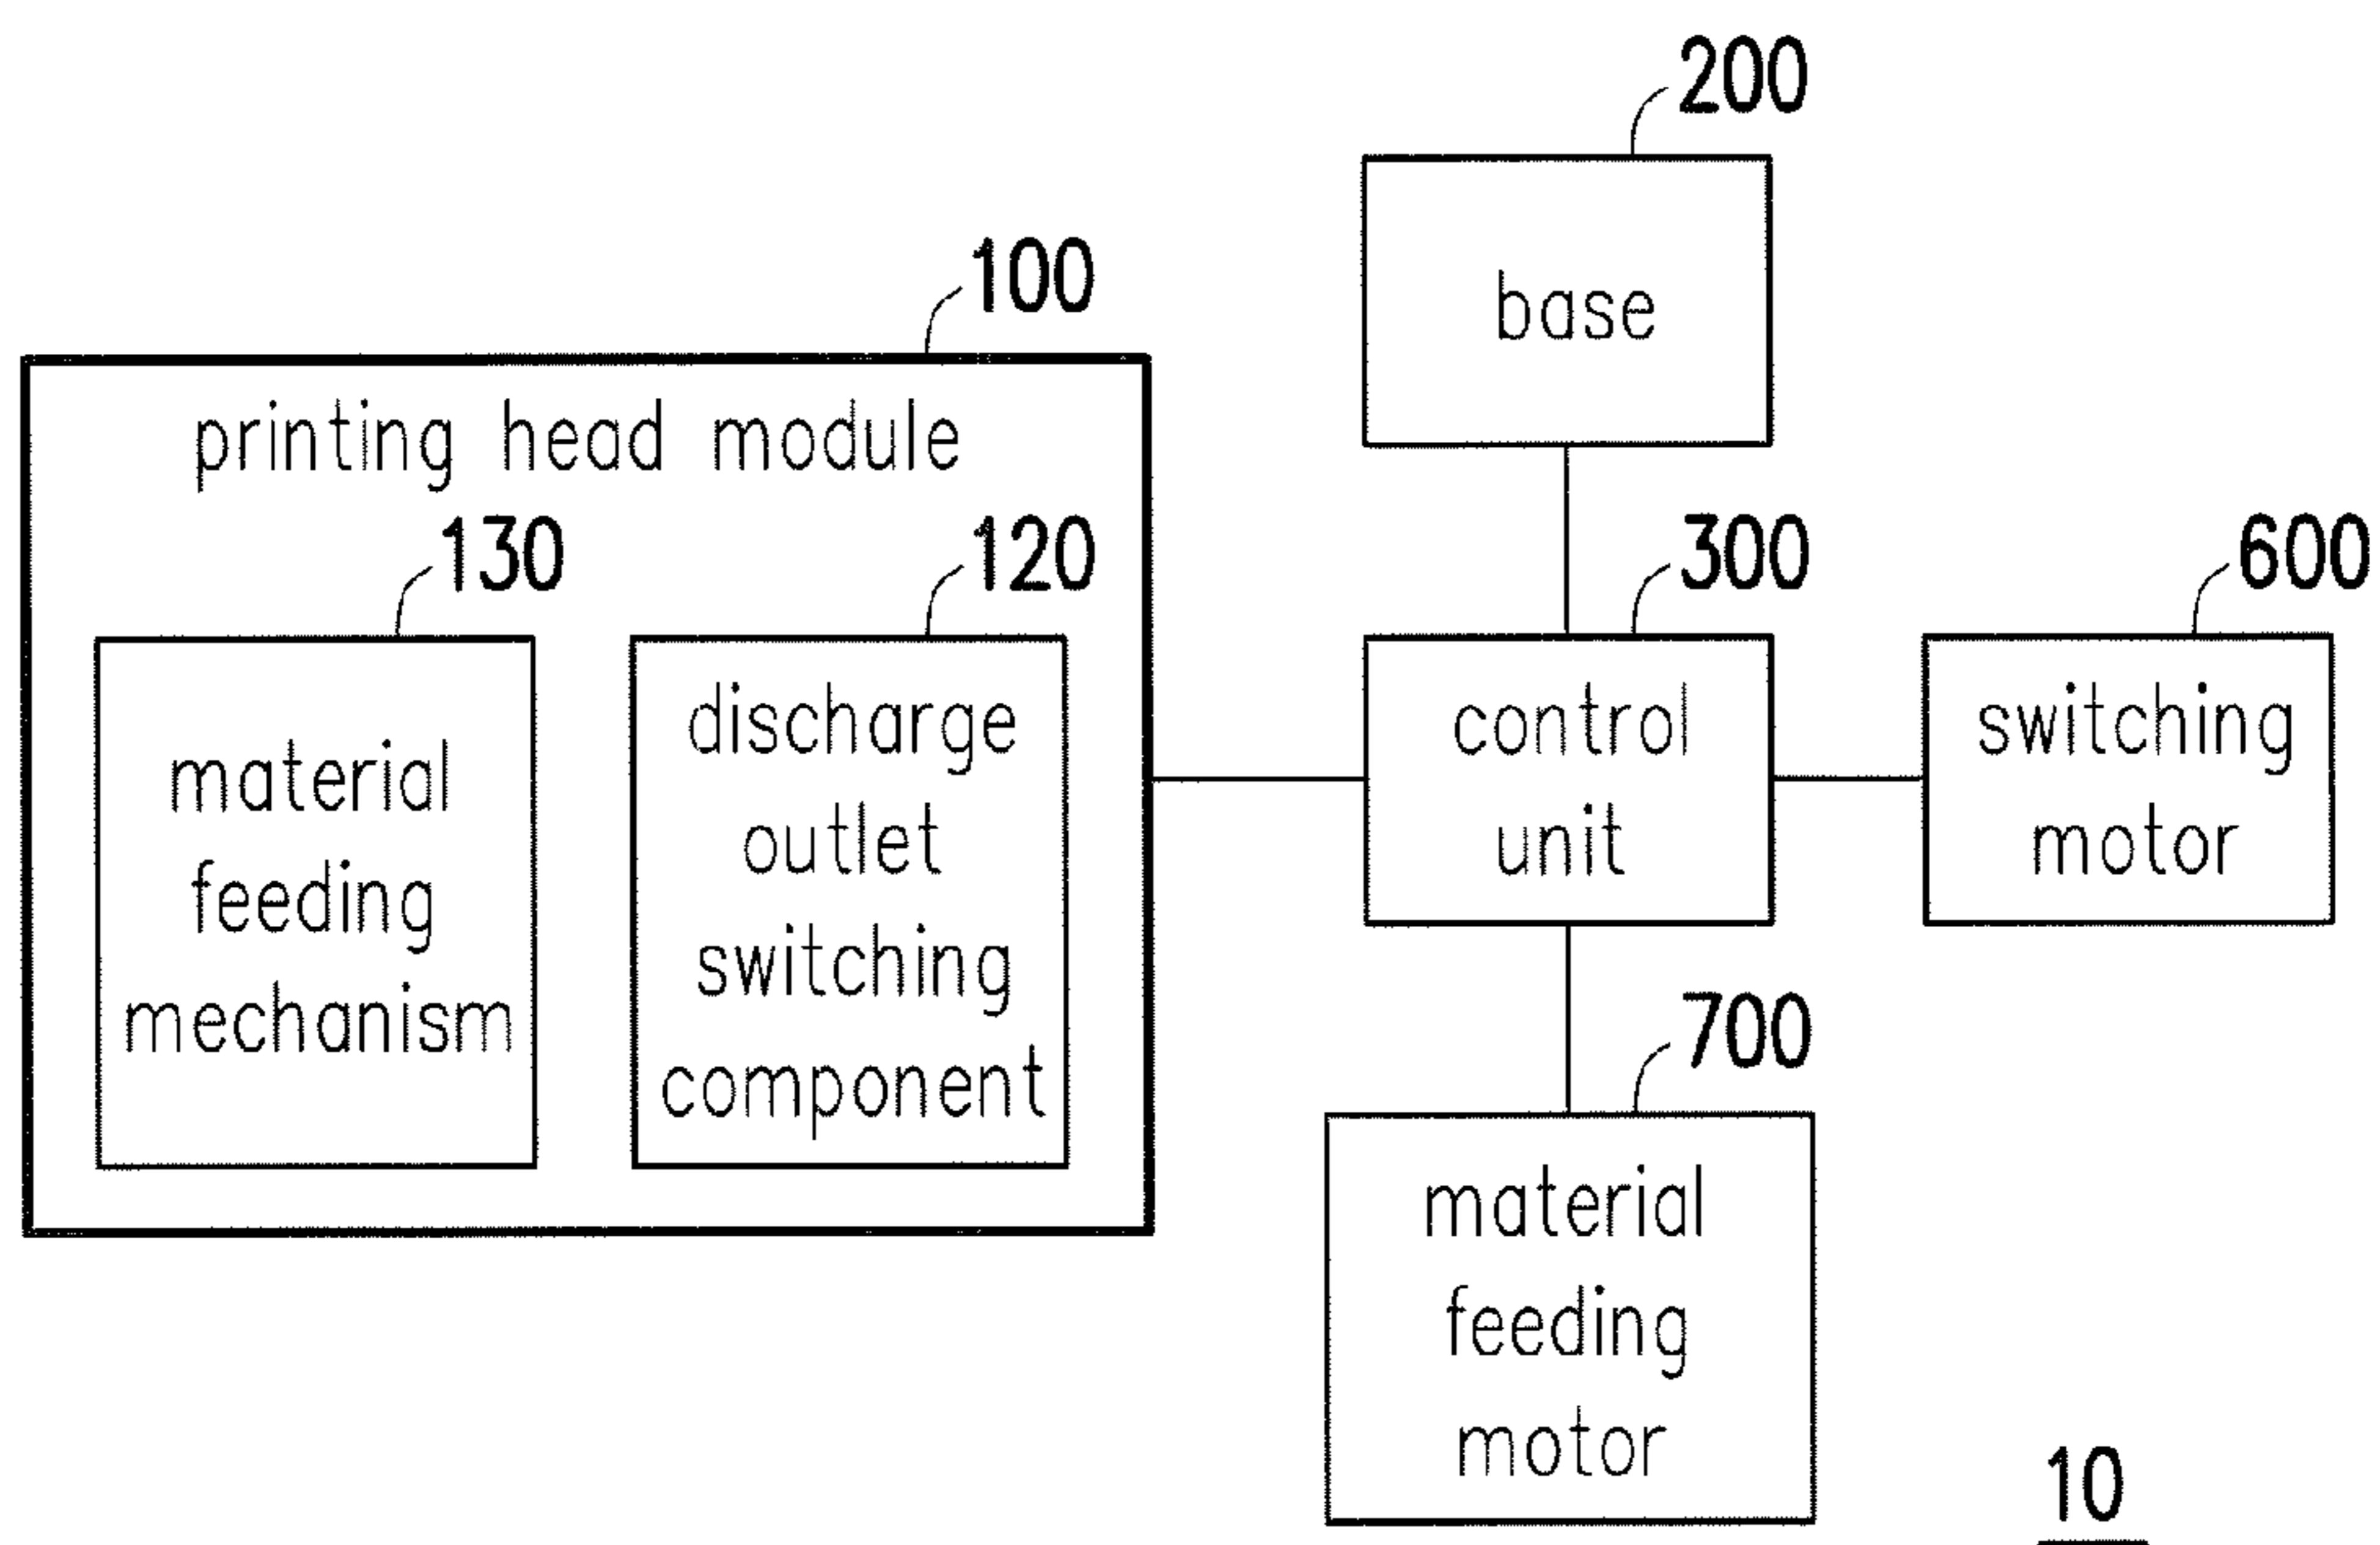 200
base
100
printing head module
130
120
300
600
material
feeding
mechanism
discharge
outlet
switching
component
control
unit
switching
motor
700
material
feeding
motor
10